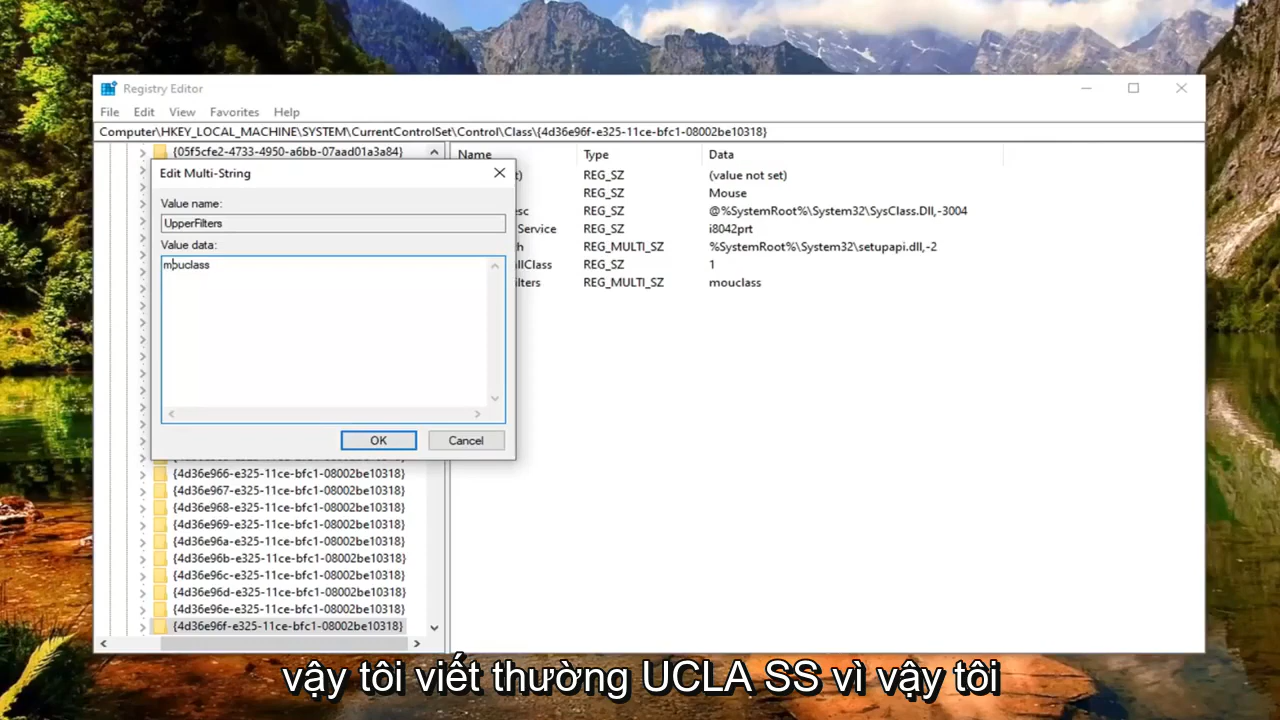 Registry Editor
File Edit View Favorites Help
Computer\HKEY_LOCAL_MACHINE\SYSTEM\CurrentControlSet\Control\Class\{4d36e96f-e325-11ce-bfc1-08002be10318}
{05f5cfe2-4733-4950-a6bb-07aad01a3a84}
Edit Multi-String
Value name:
UpperFilters
Value data:
mouclass
OK Cancel
{4d36e966-e325-11ce-bfc1-08002be10318}
{4d36e967-e325-11ce-bfc1-08002be10318}
{4d36e968-e325-11ce-bfc1-08002be10318}
{4d36e969-e325-11ce-bfc1-08002be10318}
{4d36e96a-e325-11ce-bfc1-08002be10318}
{4d36e96b-e325-11ce-bfc1-08002be10318}
{4d36e96c-e325-11ce-bfc1-08002be10318}
{4d36e96d-e325-11ce-bfc1-08002be10318}
{4d36e96e-e325-11ce-bfc1-08002be10318}
{4d36e96f-e325-11ce-bfc1-08002be10318}
Name Type Data
REG_SZ (value not set)
REG_SZ Mouse
REG_SZ @%SystemRoot%\System32\SysClass.Dll,-3004
Service REG_SZ i8042prt
REG_MULTI_SZ %SystemRoot%\System32\setupapi.dll,-2
REG_SZ 1
REG_MULTI_SZ mouclass
vậy tôi viết thường UCLA SS vì vậy tôi